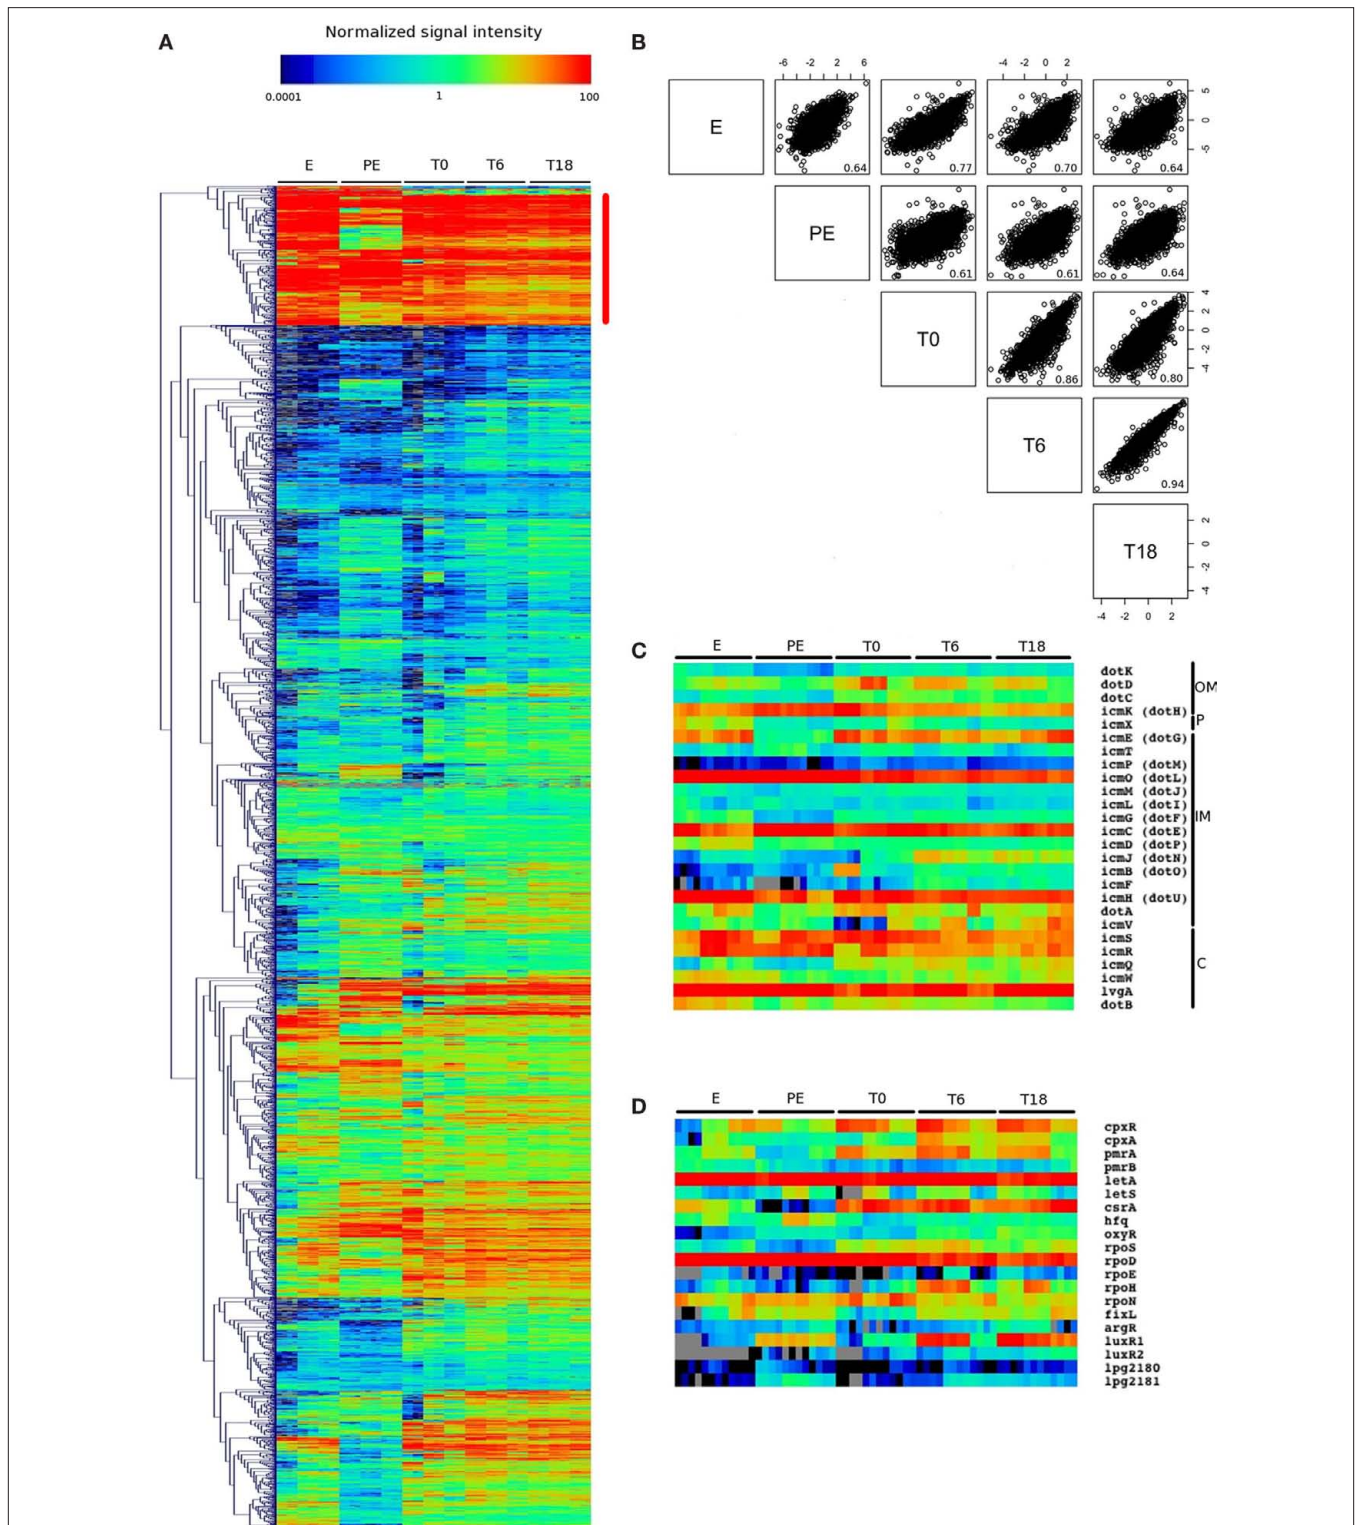 A
Normalized signal intensity
0.0001 1 100
E PE T0 T6 T18
B
-6 -2 2 6
-4 -2 0 2
E
0.64
0.77
0.70
0.64
5
0
-5
PE
0.61
0.61
0.64
T0
0.86
0.80
4
2
0
-2
-4
T6
0.94
T18
2
0
-2
-4
-4 -2 0 2
C
E PE T0 T6 T18
dotK
dotD
dotC
icmK (dotH)
icmX
icmE (dotG)
icmT
icmP (dotM)
icmO (dotL)
icmM (dotJ)
icmL (dotI)
icmG (dotF)
icmC (dotE)
icmD (dotP)
icmJ (dotN)
icmB (dotO)
icmF
icmH (dotU)
dotA
icmV
icmS
icmR
icmQ
icmW
lvgA
dotB
OM
P
IM
C
D
E PE T0 T6 T18
cpxR
cpxA
pmrA
pmrB
letA
letS
csrA
hfq
oxyR
rpoS
rpoD
rpoE
rpoH
rpoN
fixL
argR
luxR1
luxR2
lpg2180
lpg2181